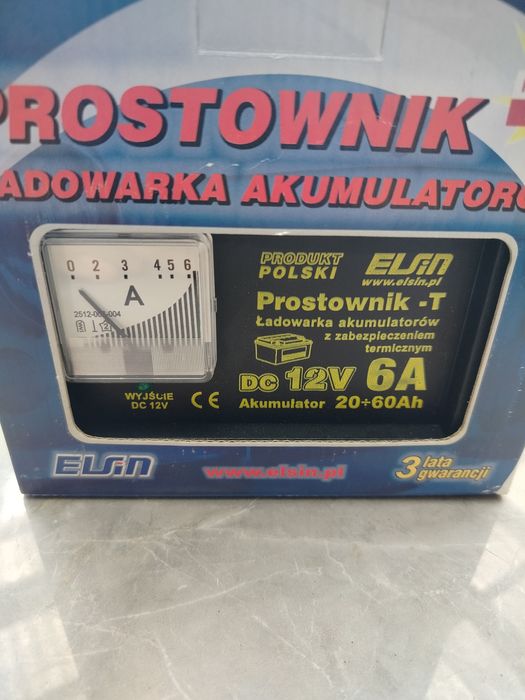 PROSTOWNIK
ŁADOWARKA AKUMULATORÓ
0 2 3 4 5 6
A
PRODUKT
POLSKI
ELSiN
www.elsin.pl
Prostownik -T
Ładowarka akumulatorów
z zabezpieczeniem
termicznym
DC 12V 6A
Akumulator 20÷60Ah
WYJŚCIE
DC 12V
CE
ELSiN
www.elsin.pl
3 lata
gwarancji